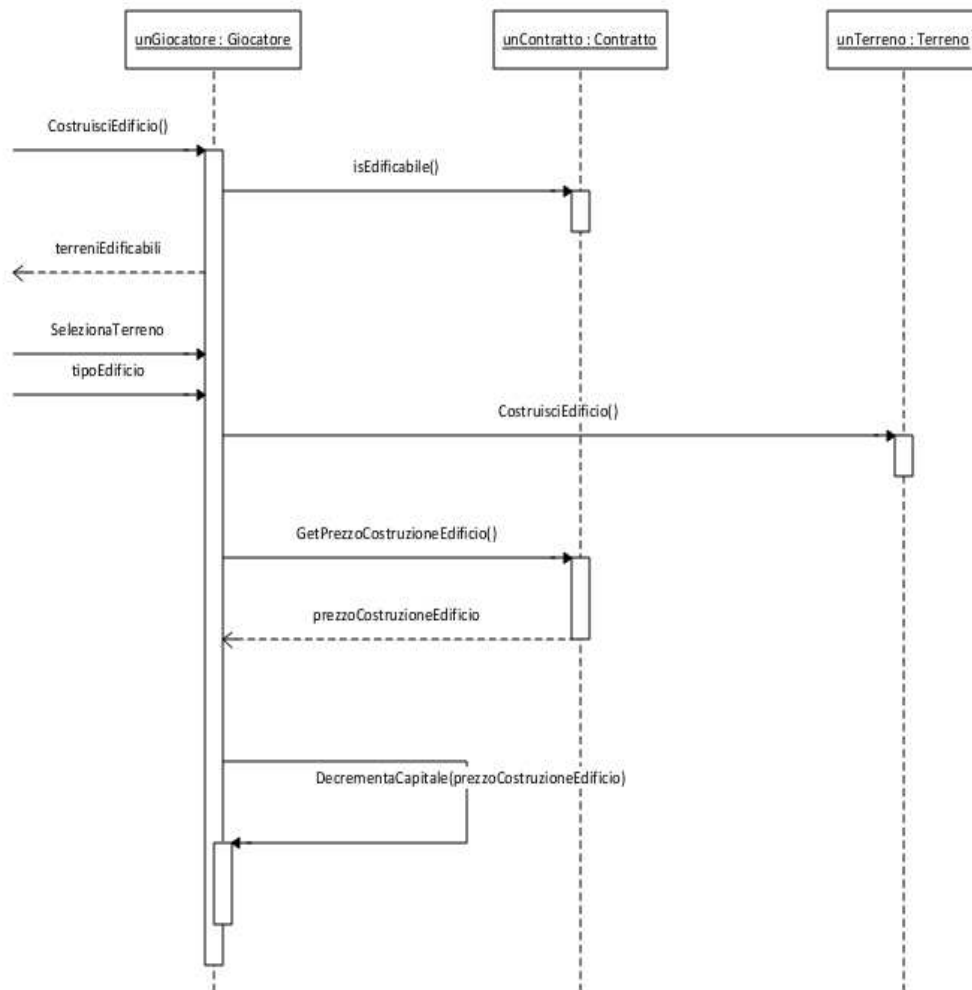 unGiocatore : Giocatore
unContratto : Contratto
unTerreno : Terreno
CostruisciEdificio()
isEdificabile()
terreniEdificabili
SelezionaTerreno
tipoEdificio
CostruisciEdificio()
GetPrezzoCostruzioneEdificio()
prezzoCostruzioneEdificio
DecrementaCapitale(prezzoCostruzioneEdificio)